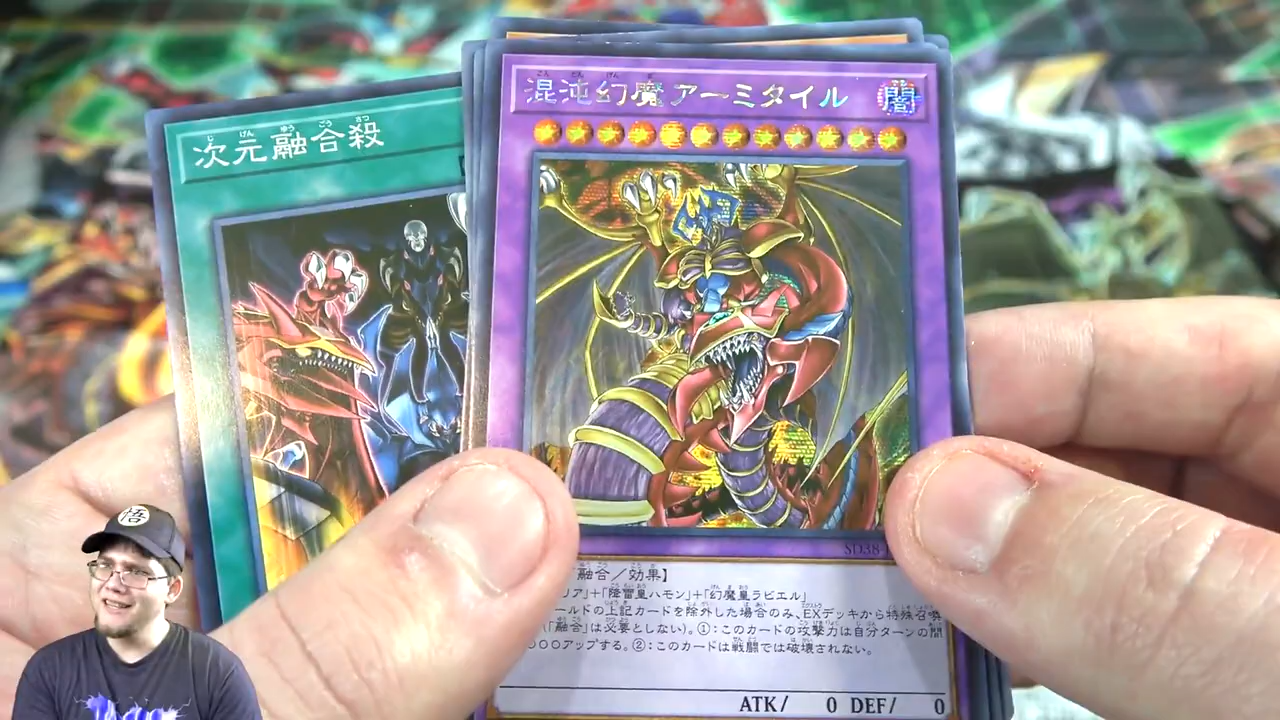 次元融合殺
混沌幻魔アーミタイル
闇
SD38
融合/効果】
リア」+「降雷皇ハモン」+「幻魔皇ラビエル」
ールドの上記カードを除外した場合のみ、EXデッキから特殊召喚
(「融合」は必要としない)。①:このカードの攻撃力は自分ターンの間
〇〇〇アップする。②:このカードは戦闘では破壊されない。
ATK/ 0 DEF/ 0
悟